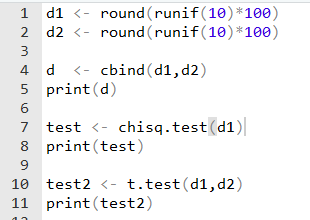 1 d1 <- round(runif(10)*100)
2 d2 <- round(runif(10)*100)
3
4 d  <- cbind(d1,d2)
5 print(d)
6
7 test <- chisq.test(d1)
8 print(test)
9
10 test2 <- t.test(d1,d2)
11 print(test2)